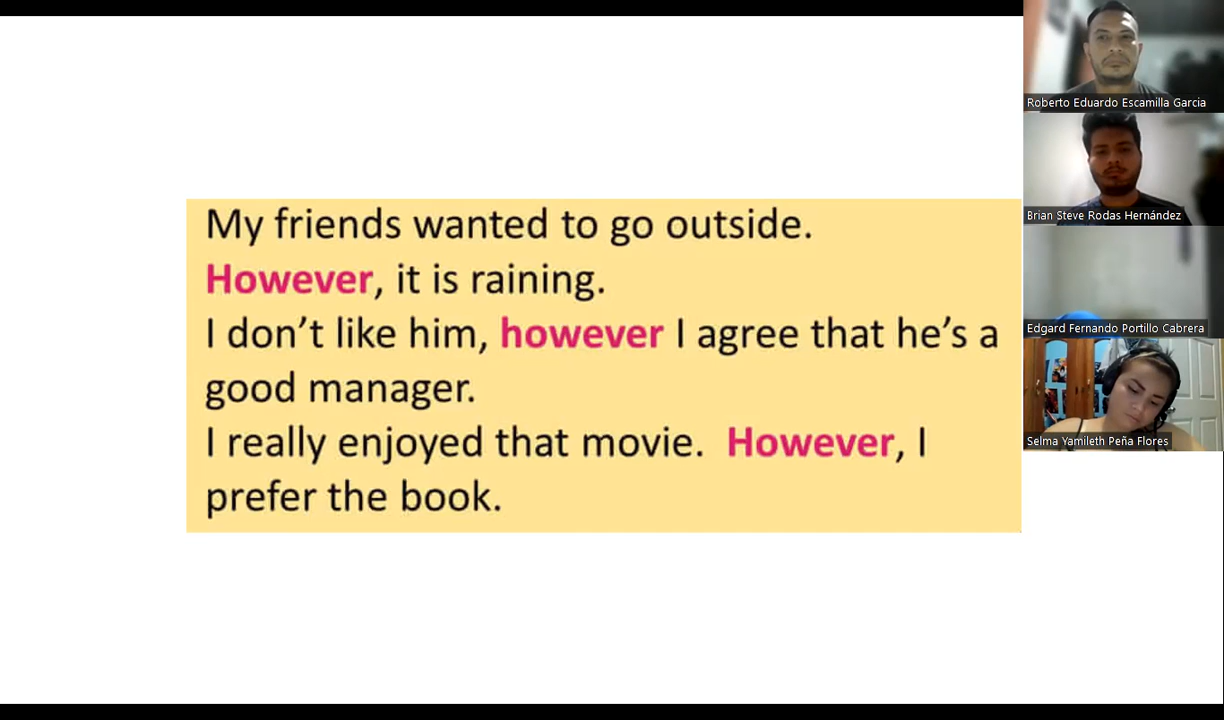 My friends wanted to go outside.
However, it is raining.
I don’t like him, however I agree that he’s a
good manager.
I really enjoyed that movie.  However, I
prefer the book.
Roberto Eduardo Escamilla Garcia
Brian Steve Rodas Hernández
Edgard Fernando Portillo Cabrera
Selma Yamileth Peña Flores